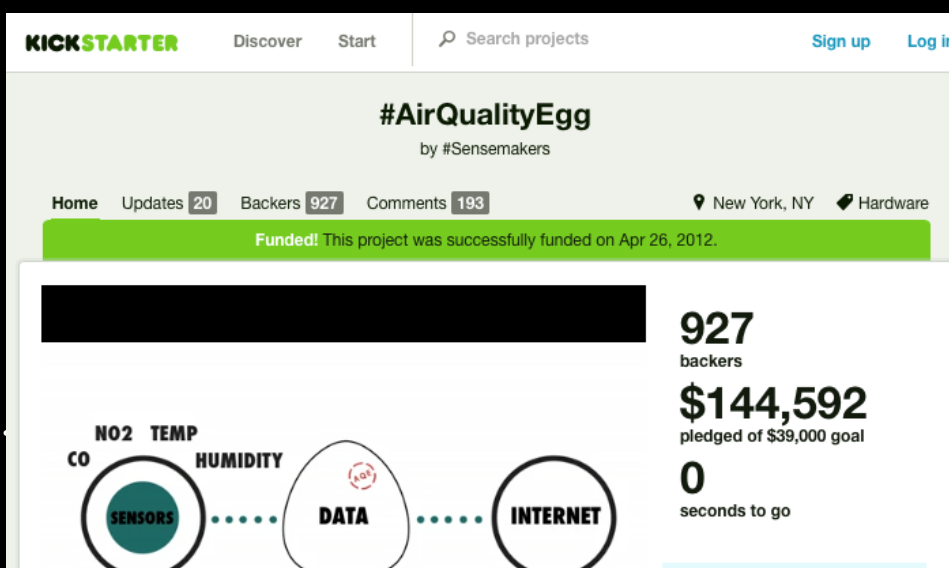 KICKSTARTER Discover Start Search projects Sign up Log in
#AirQualityEgg
by #Sensemakers
Home Updates 20 Backers 927 Comments 193 New York, NY Hardware
Funded! This project was successfully funded on Apr 26, 2012.
927
backers
$144,592
pledged of $39,000 goal
0
seconds to go
NO2 TEMP
CO HUMIDITY
AQE
SENSORS DATA INTERNET